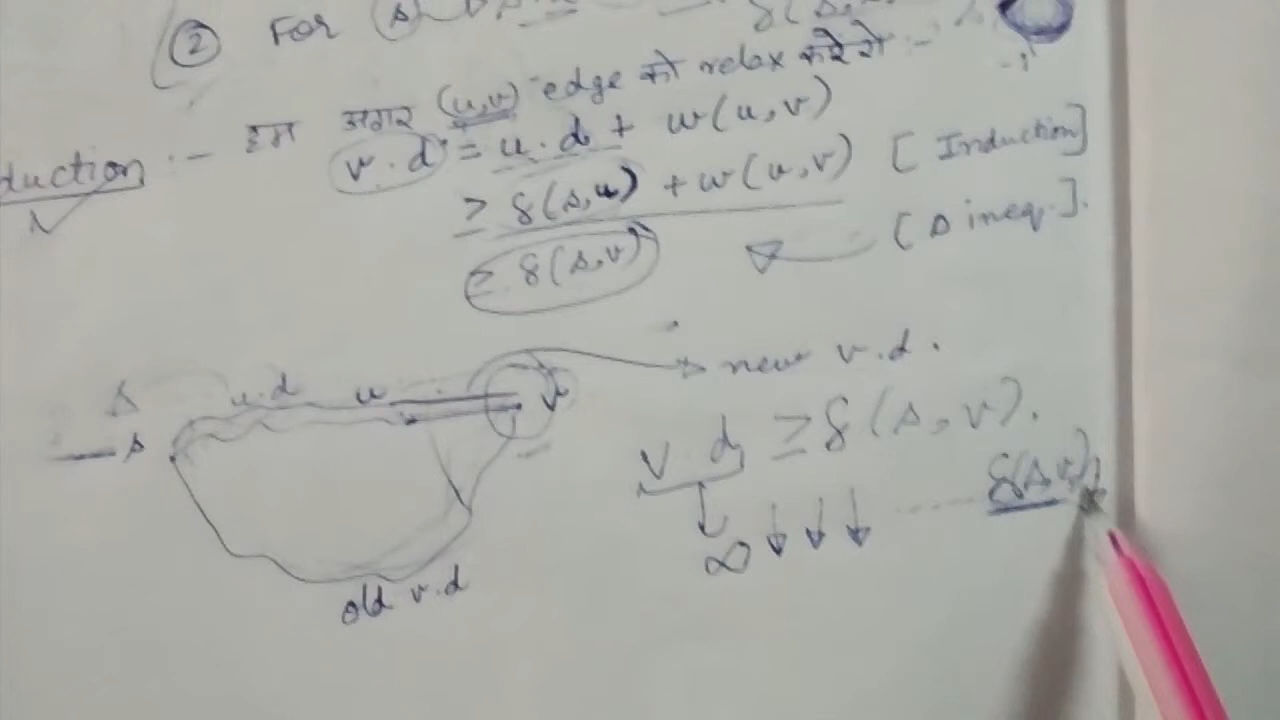 ② For (s)
duction :- हम अगर (u,v) edge को relax करेगे :-
v.d = u.d + w(u,v)
≥ δ(s,u) + w(u,v) [Induction]
≥ δ(s,v) [Δ ineq.].
→ new v.d.
s u.d u v
s
v.d ≥ δ(s,v).
∞ ↓ ↓ ↓ ...... δ(s,v)
old v.d